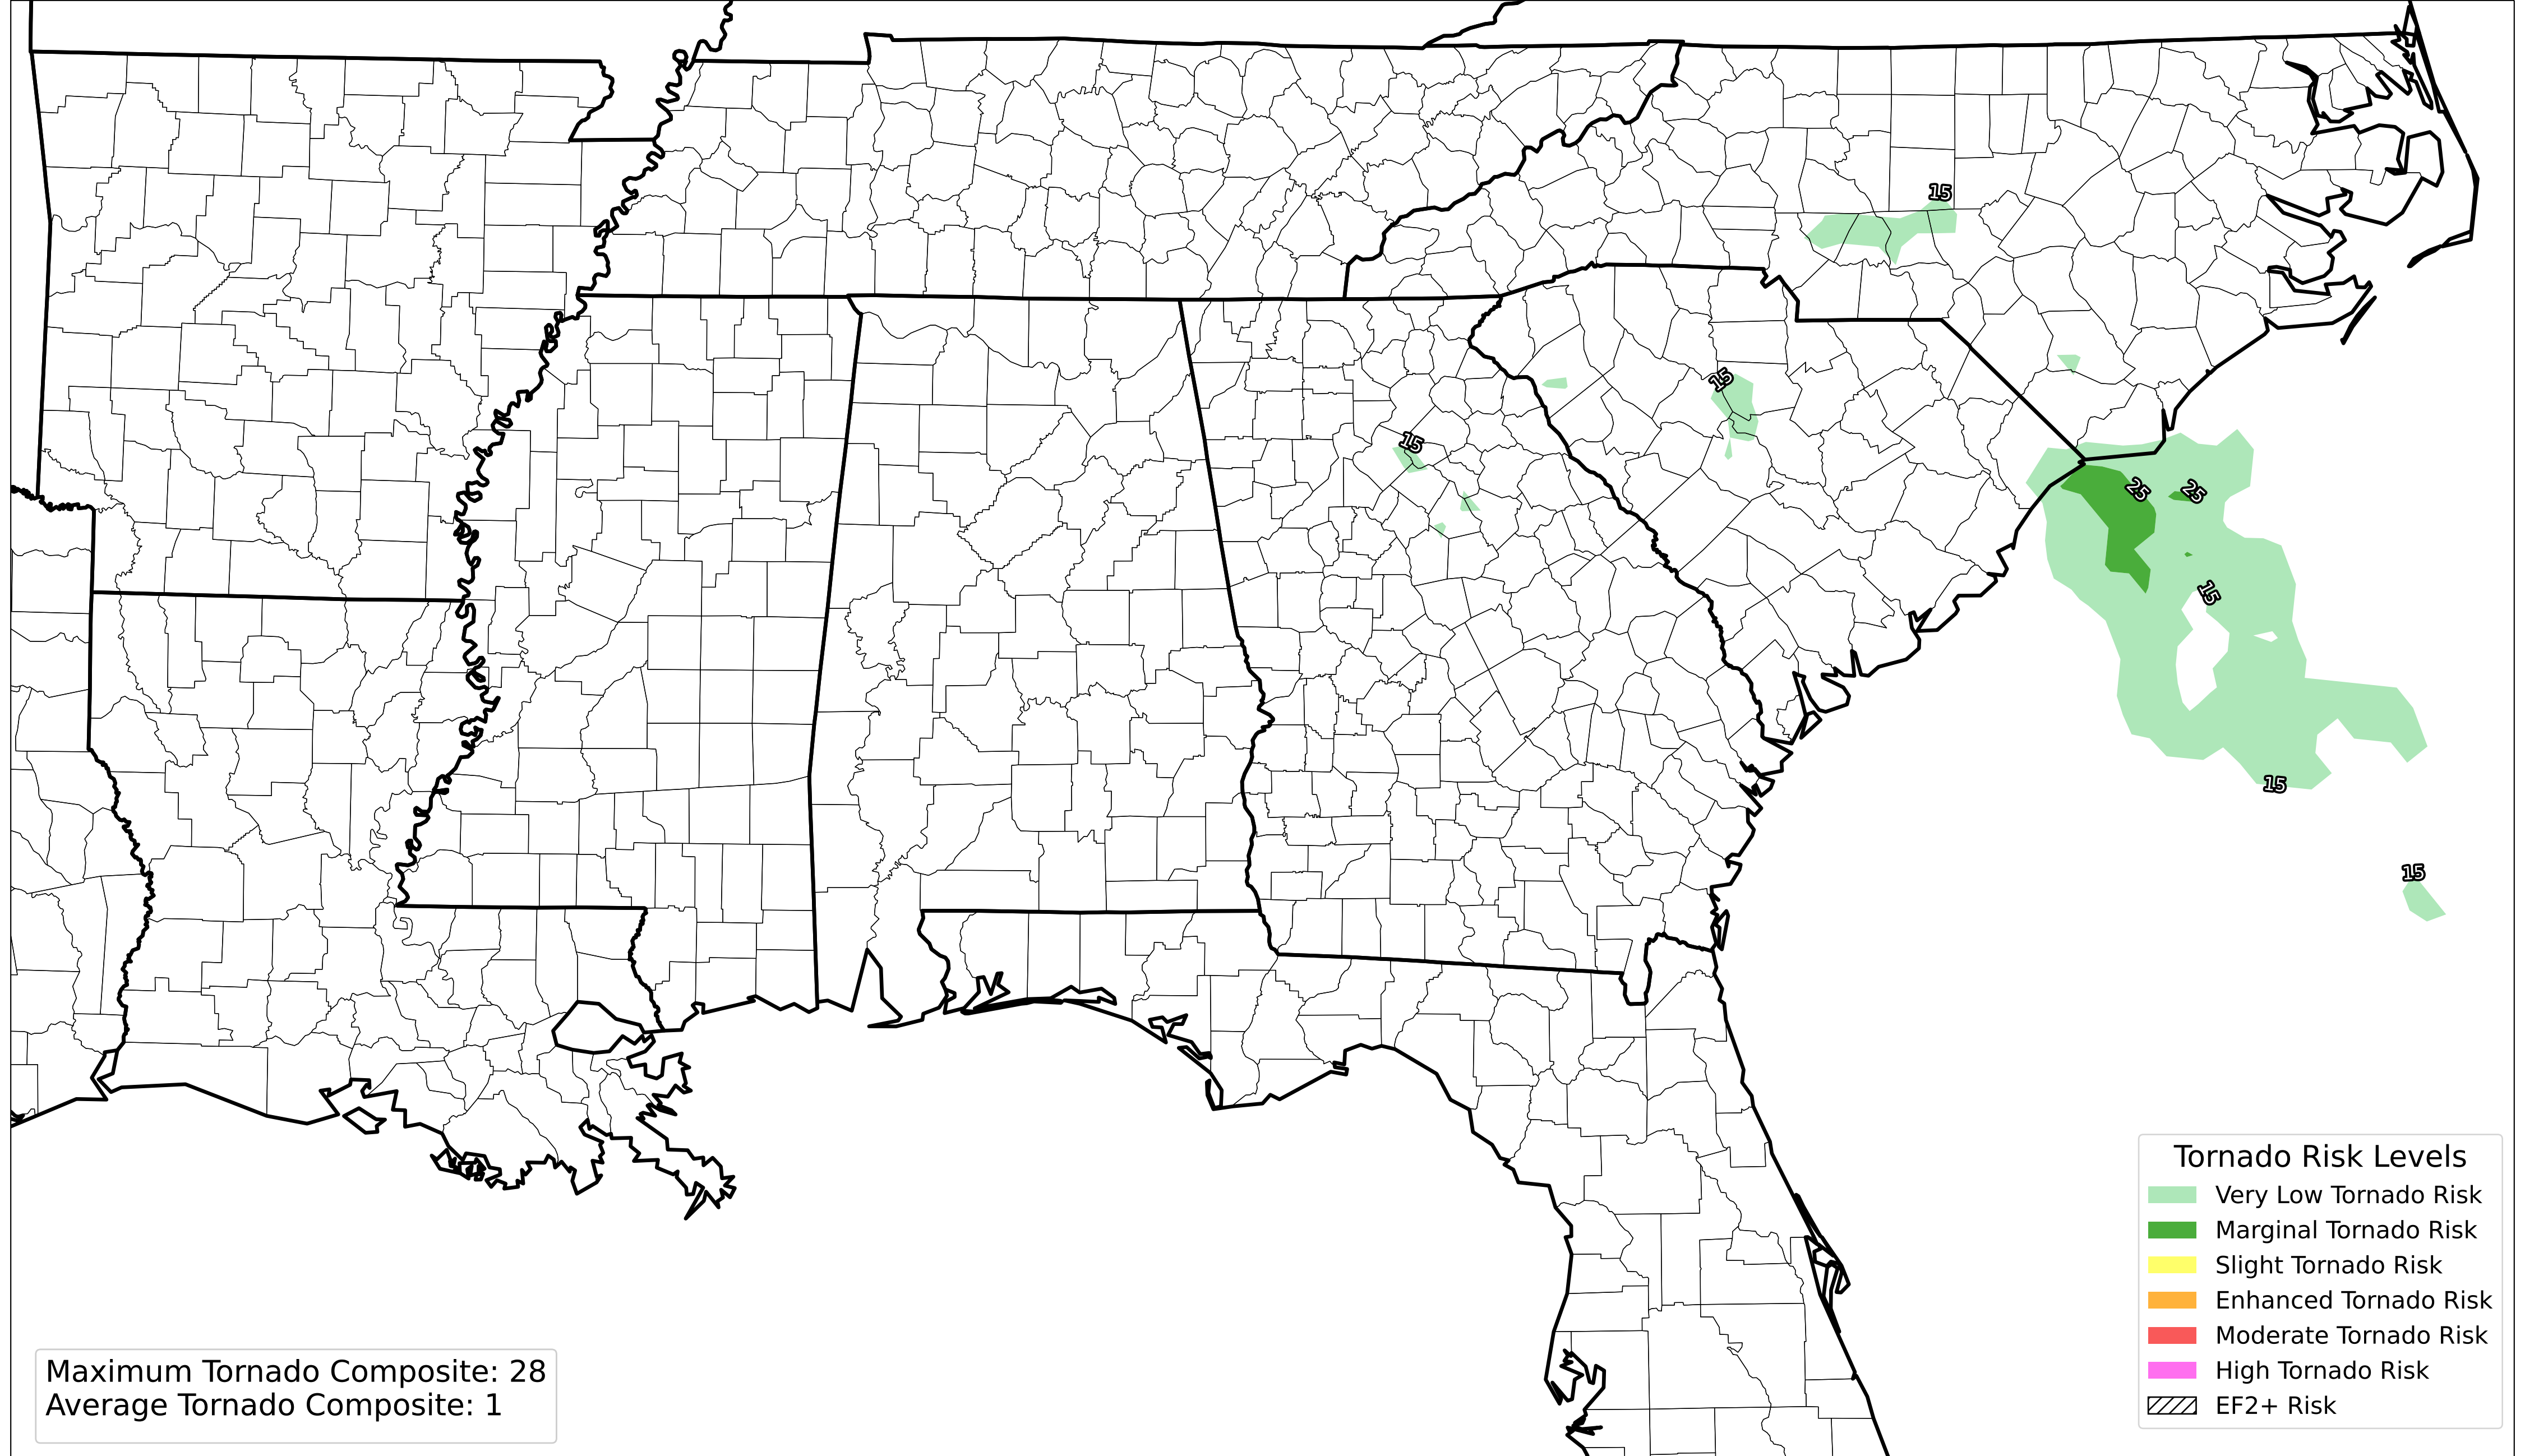 15
15
15
25
25
15
15
15
Tornado Risk Levels
Very Low Tornado Risk
Marginal Tornado Risk
Slight Tornado Risk
Enhanced Tornado Risk
Moderate Tornado Risk
High Tornado Risk
EF2+ Risk
Maximum Tornado Composite: 28
Average Tornado Composite: 1